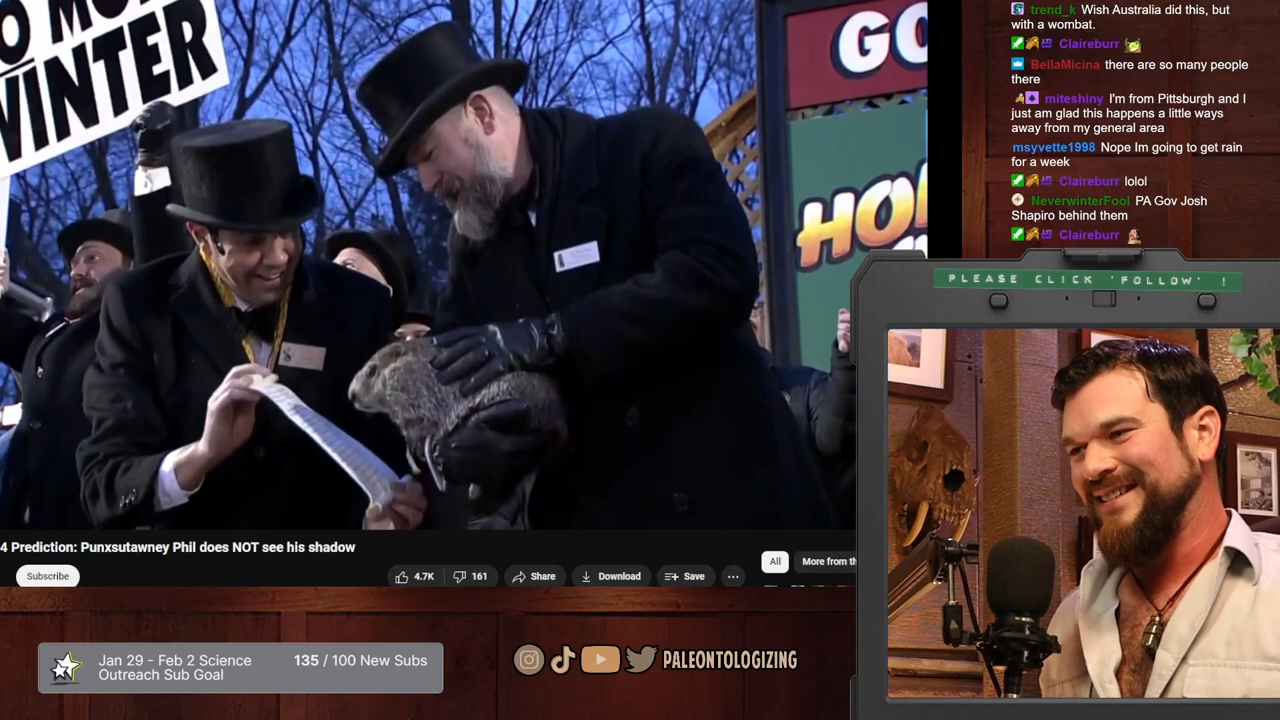 O MO
WINTER
GO
HO
4 Prediction: Punxsutawney Phil does NOT see his shadow
Subscribe
4.7K
161
Share
Download
Save
All
More from th
trend_k Wish Australia did this, but
with a wombat.
Claireburr
BellaMicina there are so many people
there
miteshiny I'm from Pittsburgh and I
just am glad this happens a little ways
away from my general area
msyvette1998 Nope Im going to get rain
for a week
Claireburr lolol
NeverwinterFool PA Gov Josh
Shapiro behind them
Claireburr
PLEASE CLICK 'FOLLOW' !
Jan 29 - Feb 2 Science
Outreach Sub Goal
135 / 100 New Subs
PALEONTOLOGIZING